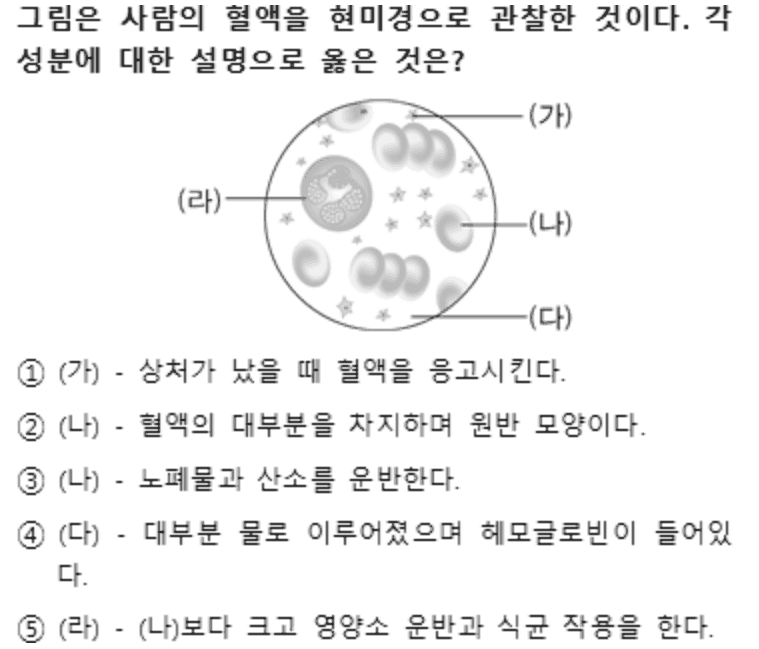 그림은 사람의 혈액을 현미경으로 관찰한 것이다. 각
성분에 대한 설명으로 옳은 것은?
(가)
(라)
(나)
(다)
① (가) - 상처가 났을 때 혈액을 응고시킨다.
② (나) - 혈액의 대부분을 차지하며 원반 모양이다.
③ (나) - 노폐물과 산소를 운반한다.
④ (다) - 대부분 물로 이루어졌으며 헤모글로빈이 들어있
다.
⑤ (라) - (나)보다 크고 영양소 운반과 식균 작용을 한다.